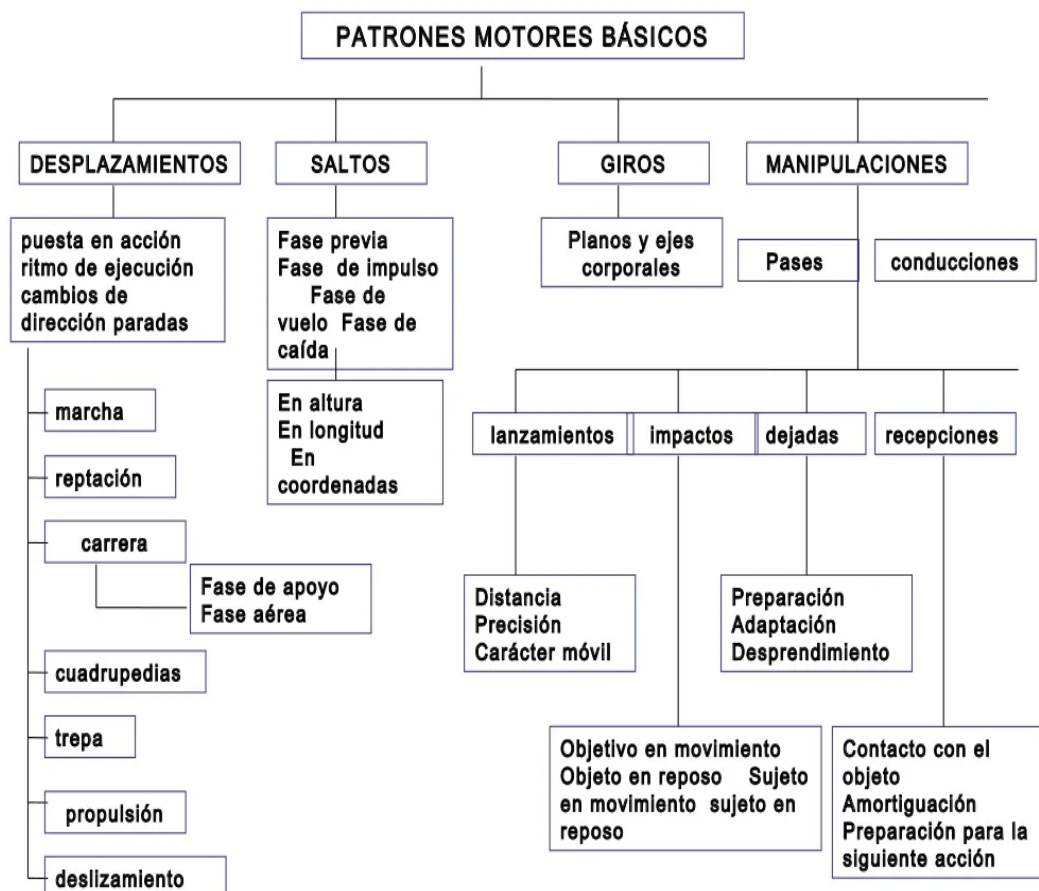 PATRONES MOTORES BÁSICOS
DESPLAZAMIENTOS
SALTOS
GIROS
MANIPULACIONES
puesta en acción
ritmo de ejecución
cambios de
dirección paradas
Fase previa
Fase de impulso
Fase de
vuelo Fase de
caída
Planos y ejes
corporales
Pases
conducciones
marcha
reptación
carrera
Fase de apoyo
Fase aérea
cuadrupedias
trepa
propulsión
deslizamiento
En altura
En longitud
En
coordenadas
lanzamientos
impactos
dejadas
recepciones
Distancia
Precisión
Carácter móvil
Preparación
Adaptación
Desprendimiento
Objetivo en movimiento
Objeto en reposo Sujeto
en movimiento sujeto en
reposo
Contacto con el
objeto
Amortiguación
Preparación para la
siguiente acción